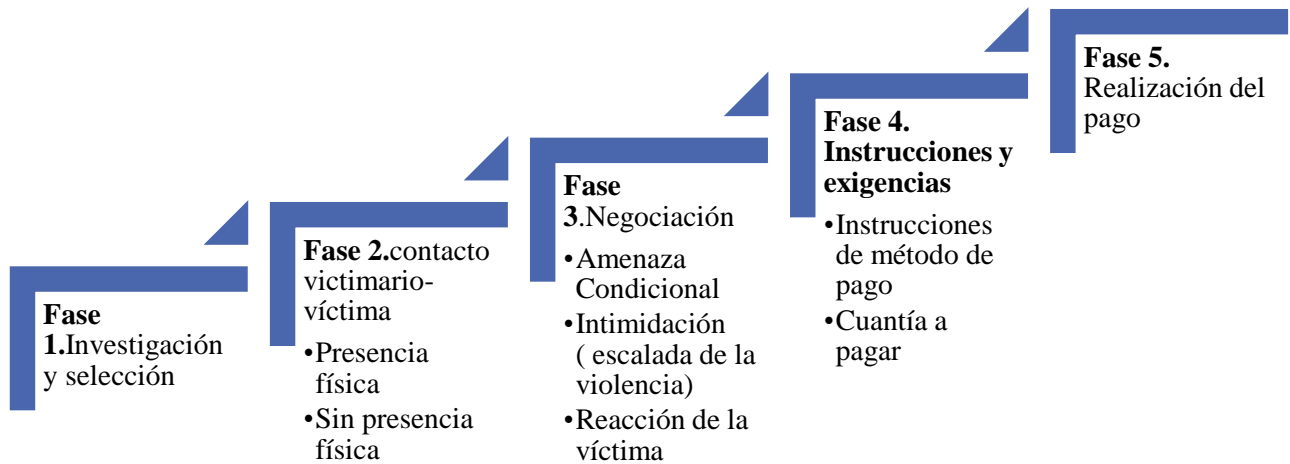 Fase
1.Investigación
y selección
Fase 2.contacto
victimario-
víctima
•Presencia
física
•Sin presencia
física
Fase
3.Negociación
•Amenaza
Condicional
•Intimidación
( escalada de la
violencia)
•Reacción de la
víctima
Fase 4.
Instrucciones y
exigencias
•Instrucciones
de método de
pago
•Cuantía a
pagar
Fase 5.
Realización del
pago